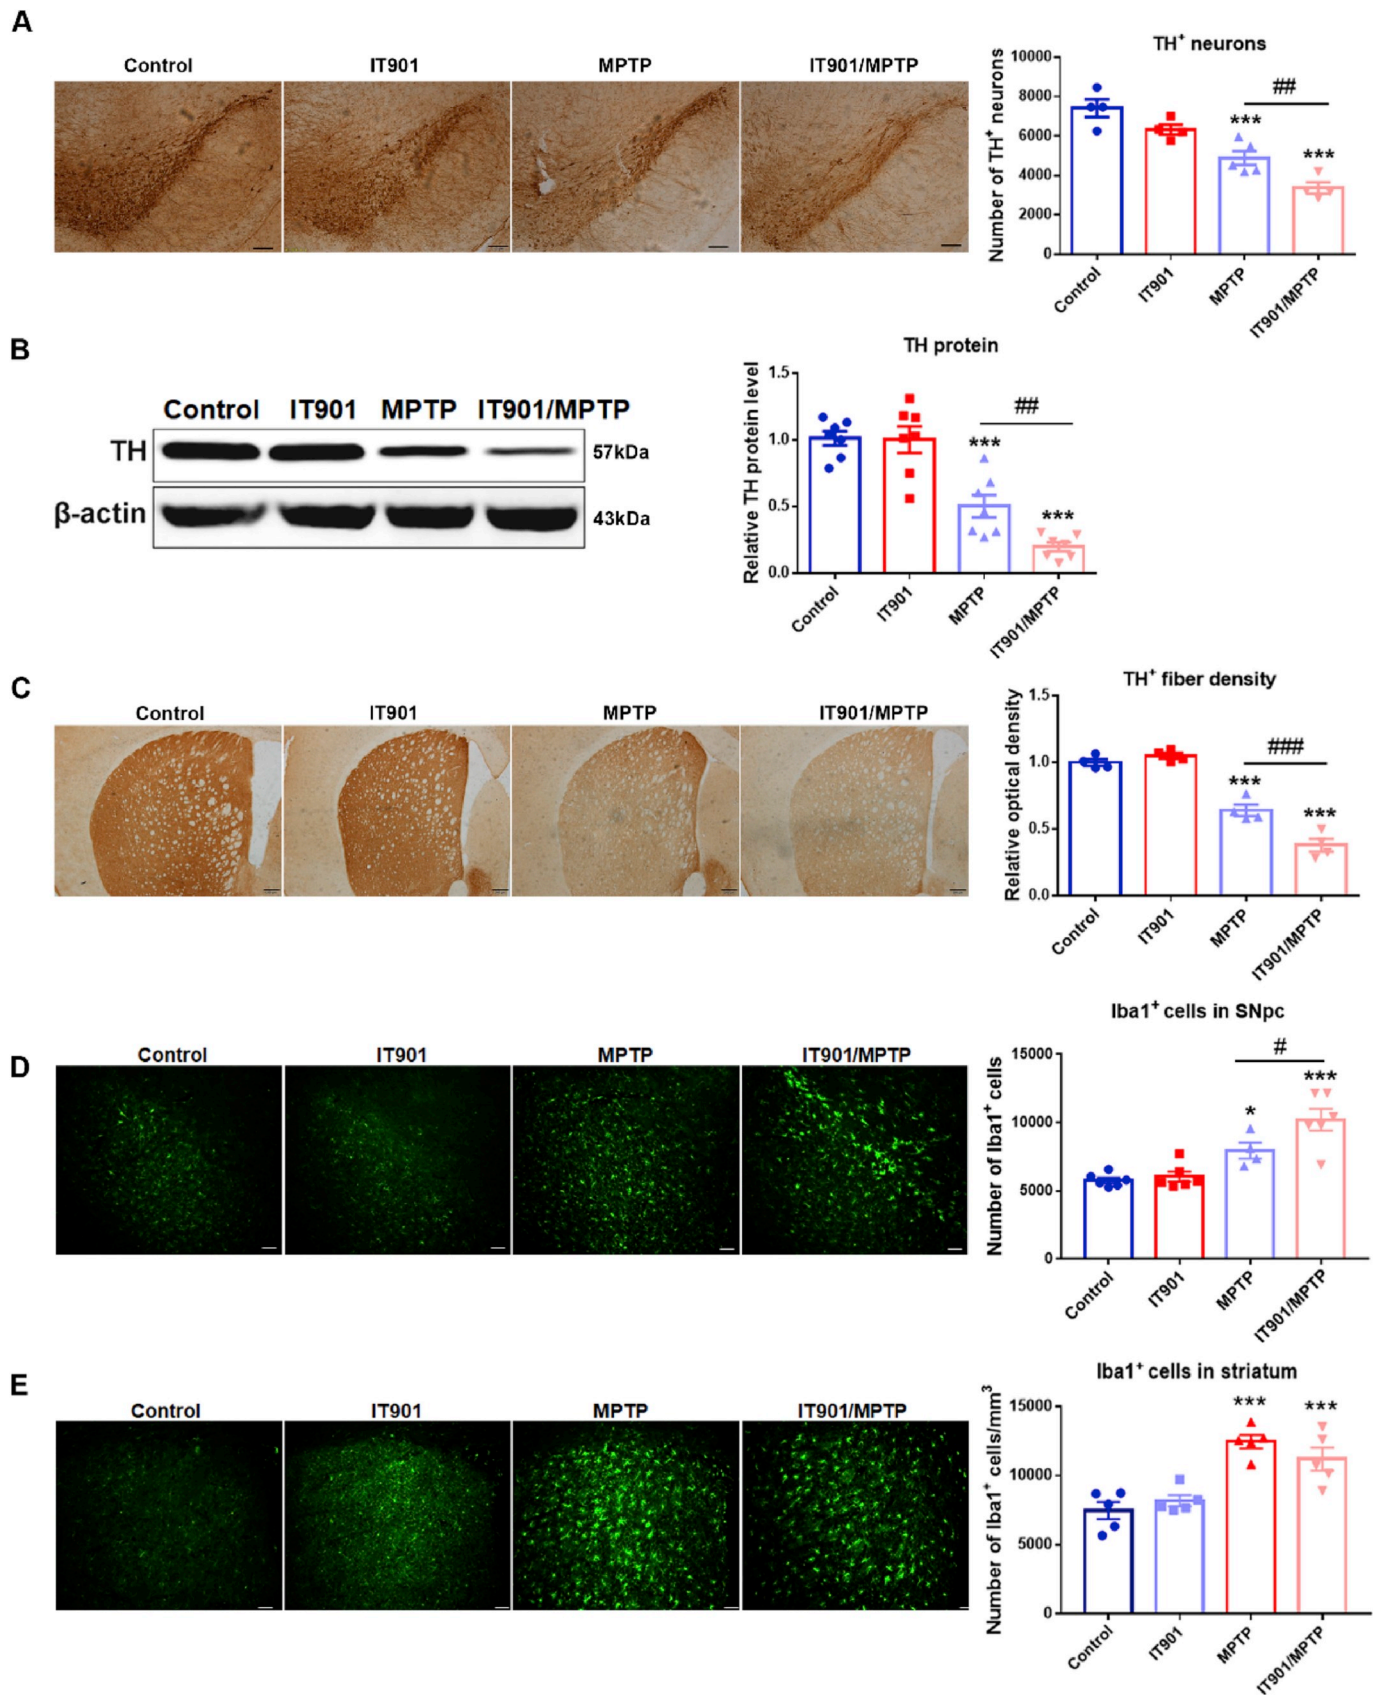 A
Control IT901 MPTP IT901/MPTP
TH⁺ neurons
Number of TH⁺ neurons
10000
8000
6000
4000
2000
0
##
***
***
Control IT901 MPTP IT901/MPTP
B
Control IT901 MPTP IT901/MPTP
TH 57kDa
β-actin 43kDa
TH protein
Relative TH protein level
1.5
1.0
0.5
0.0
##
***
***
Control IT901 MPTP IT901/MPTP
C
Control IT901 MPTP IT901/MPTP
TH⁺ fiber density
Relative optical density
1.5
1.0
0.5
0.0
###
***
***
Control IT901 MPTP IT901/MPTP
D
Control IT901 MPTP IT901/MPTP
Iba1⁺ cells in SNpc
Number of Iba1⁺ cells
15000
10000
5000
0
#
*
***
Control IT901 MPTP IT901/MPTP
E
Control IT901 MPTP IT901/MPTP
Iba1⁺ cells in striatum
Number of Iba1⁺ cells/mm³
15000
10000
5000
0
***
***
Control IT901 MPTP IT901/MPTP